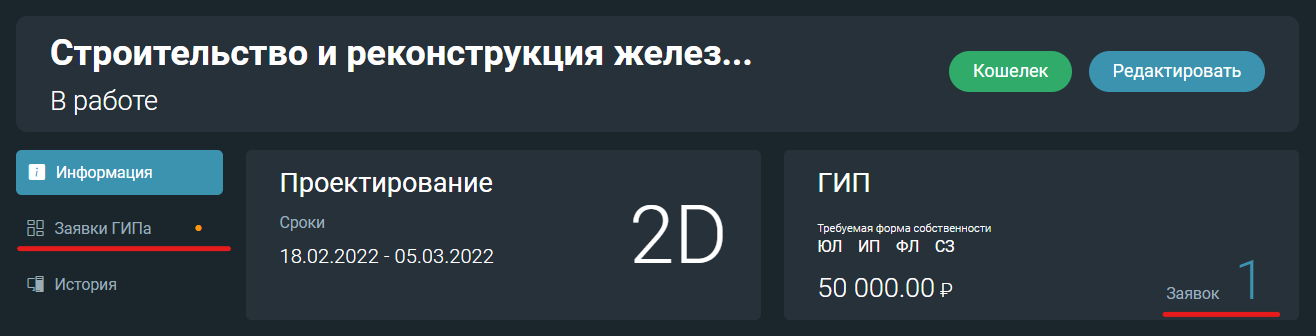 Строительство и реконструкция желез...
В работе
Кошелек
Редактировать
Информация
Заявки ГИПа
История
Проектирование
Сроки
18.02.2022 - 05.03.2022
2D
ГИП
Требуемая форма собственности
ЮЛ ИП ФЛ СЗ
50 000.00 ₽
Заявок 1